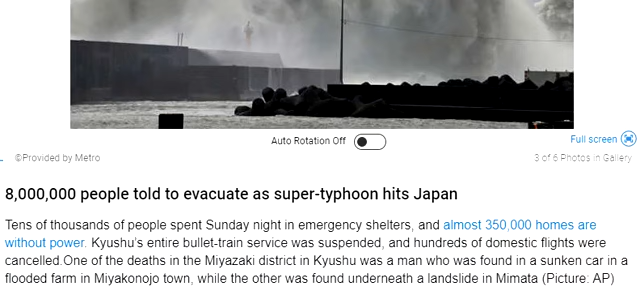 Auto Rotation Off
Full screen
©Provided by Metro
3 of 6 Photos in Gallery
8,000,000 people told to evacuate as super-typhoon hits Japan
Tens of thousands of people spent Sunday night in emergency shelters, and almost 350,000 homes are
without power. Kyushu's entire bullet-train service was suspended, and hundreds of domestic flights were
cancelled.One of the deaths in the Miyazaki district in Kyushu was a man who was found in a sunken car in a
flooded farm in Miyakonojo town, while the other was found underneath a landslide in Mimata (Picture: AP)